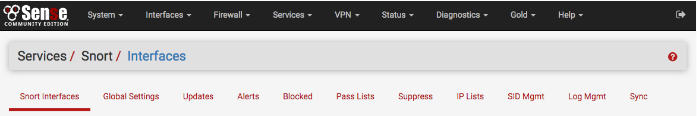 Sense
COMMUNITY EDITION
System Interfaces Firewall Services VPN Status Diagnostics Gold Help
Services / Snort / Interfaces
Snort Interfaces Global Settings Updates Alerts Blocked Pass Lists Suppress IP Lists SID Mgmt Log Mgmt Sync